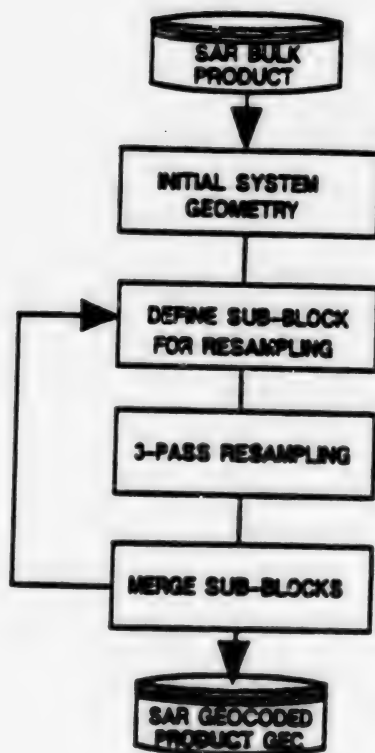 SAR BULK
PRODUCT
INITIAL SYSTEM
GEOMETRY
DEFINE SUB-BLOCK
FOR RESAMPLING
3-PASS RESAMPLING
MERGE SUB-BLOCKS
SAR GEOCODED
PRODUCT GEC